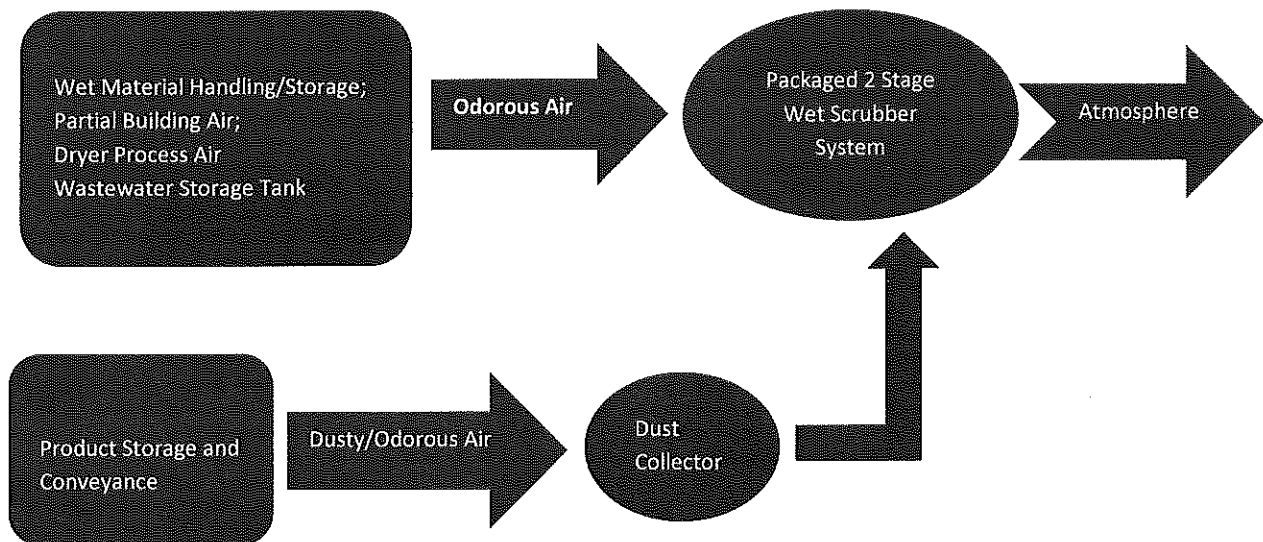 Wet Material Handling/Storage;
Partial Building Air;
Dryer Process Air
Wastewater Storage Tank
Odorous Air
Packaged 2 Stage
Wet Scrubber
System
Atmosphere
Product Storage and
Conveyance
Dusty/Odorous Air
Dust
Collector